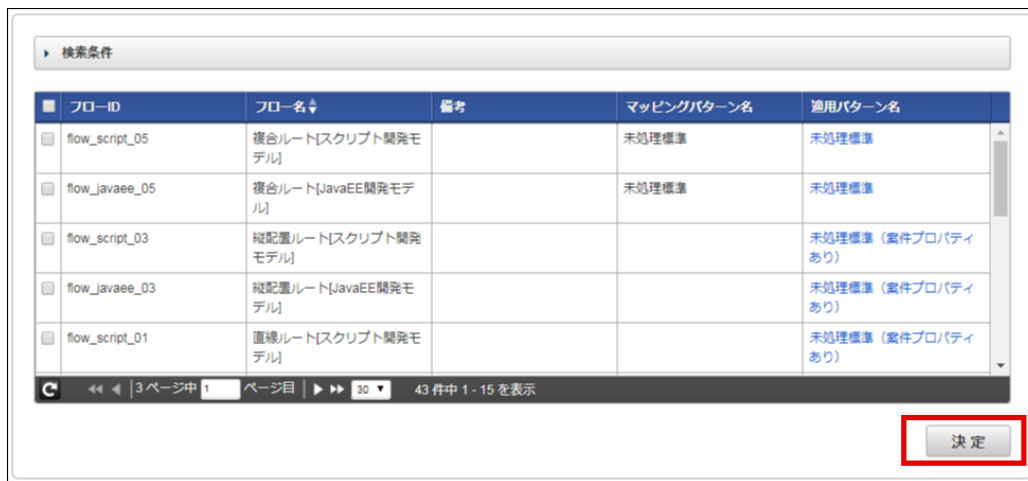 検索条件
フローID フロー名 備考 マッピングパターン名 適用パターン名
flow_script_05 複合ルート[スクリプト開発モ 未処理標準 未処理標準
デル]
flow_javaee_05 複合ルート[JavaEE開発モデ 未処理標準 未処理標準
ル]
flow_script_03 縦配置ルート[スクリプト開発 未処理標準（案件プロパティ
モデル] あり）
flow_javaee_03 縦配置ルート[JavaEE開発モ 未処理標準（案件プロパティ
デル] あり）
flow_script_01 直線ルート[スクリプト開発モ 未処理標準（案件プロパティ
デル] あり）
3 ページ中 1 ページ目 30 43 件中 1 - 15 を表示
決定